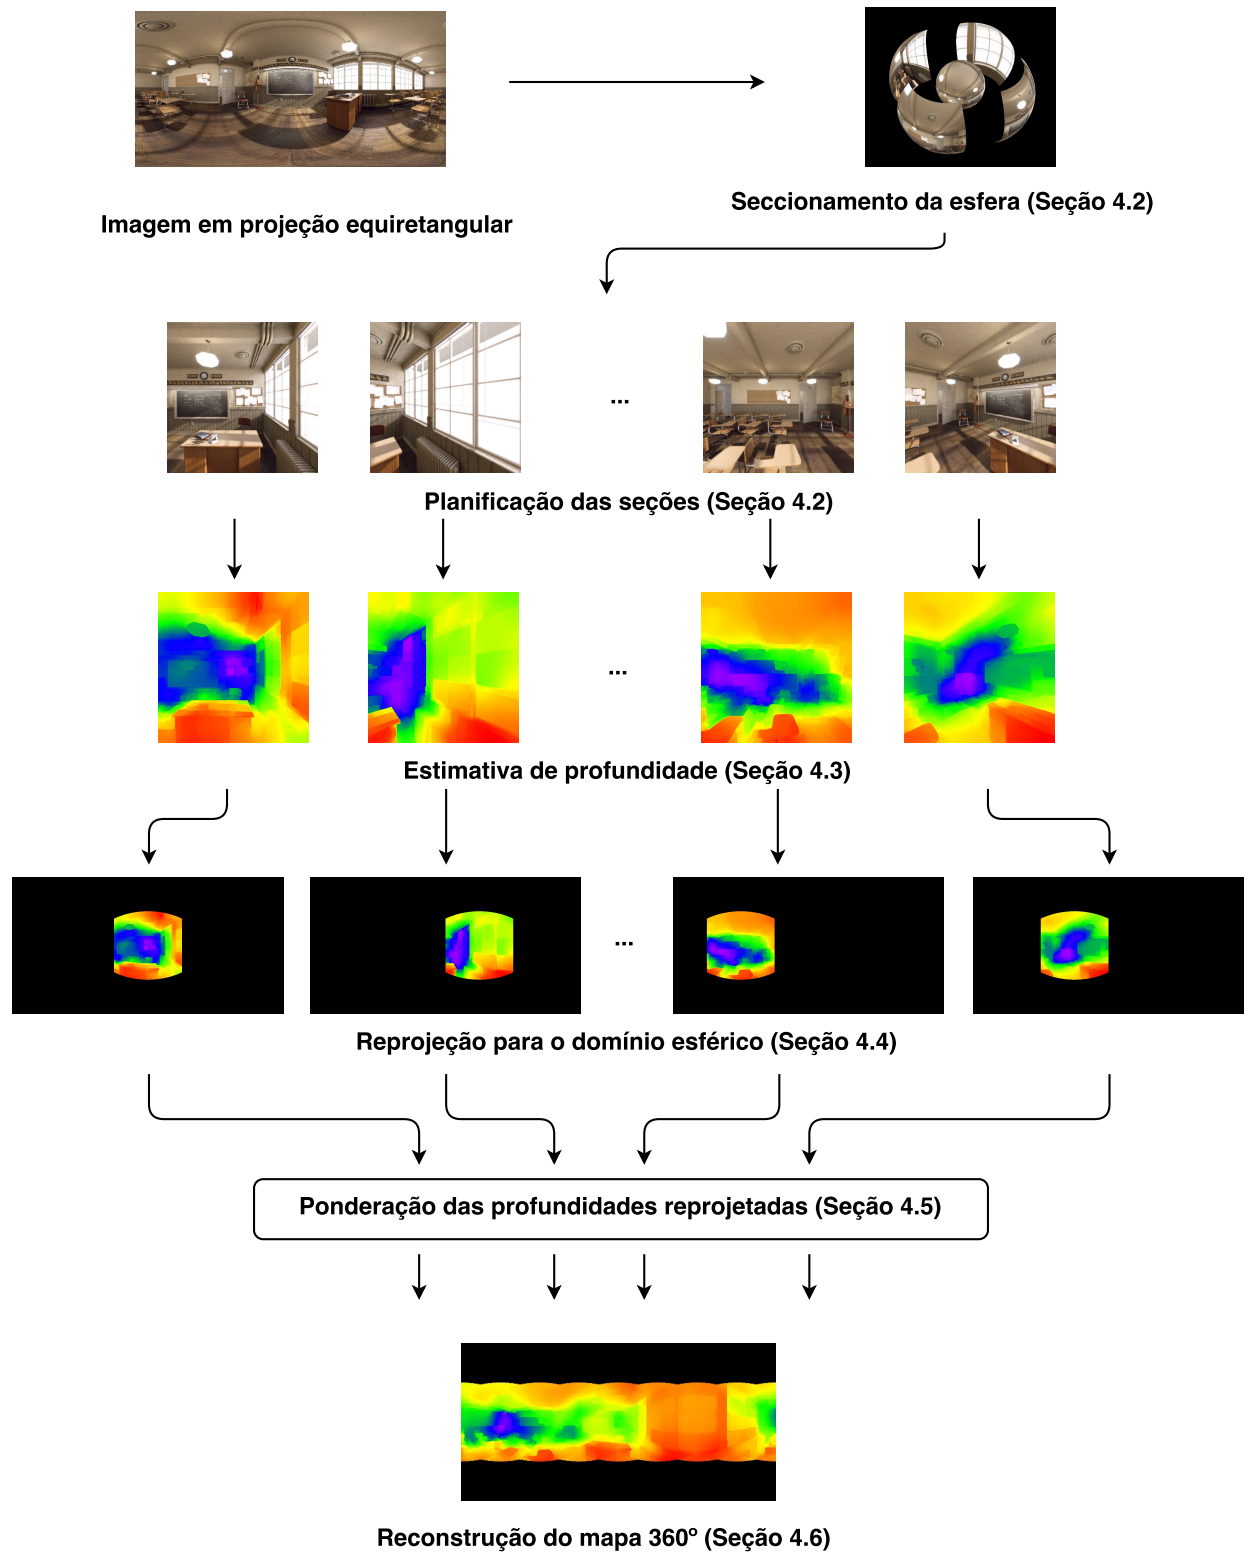 Imagem em projeção equiretangular
Seccionamento da esfera (Seção 4.2)
...
Planificação das seções (Seção 4.2)
...
Estimativa de profundidade (Seção 4.3)
...
Reprojeção para o domínio esférico (Seção 4.4)
Ponderação das profundidades reprojetadas (Seção 4.5)
Reconstrução do mapa 360º (Seção 4.6)